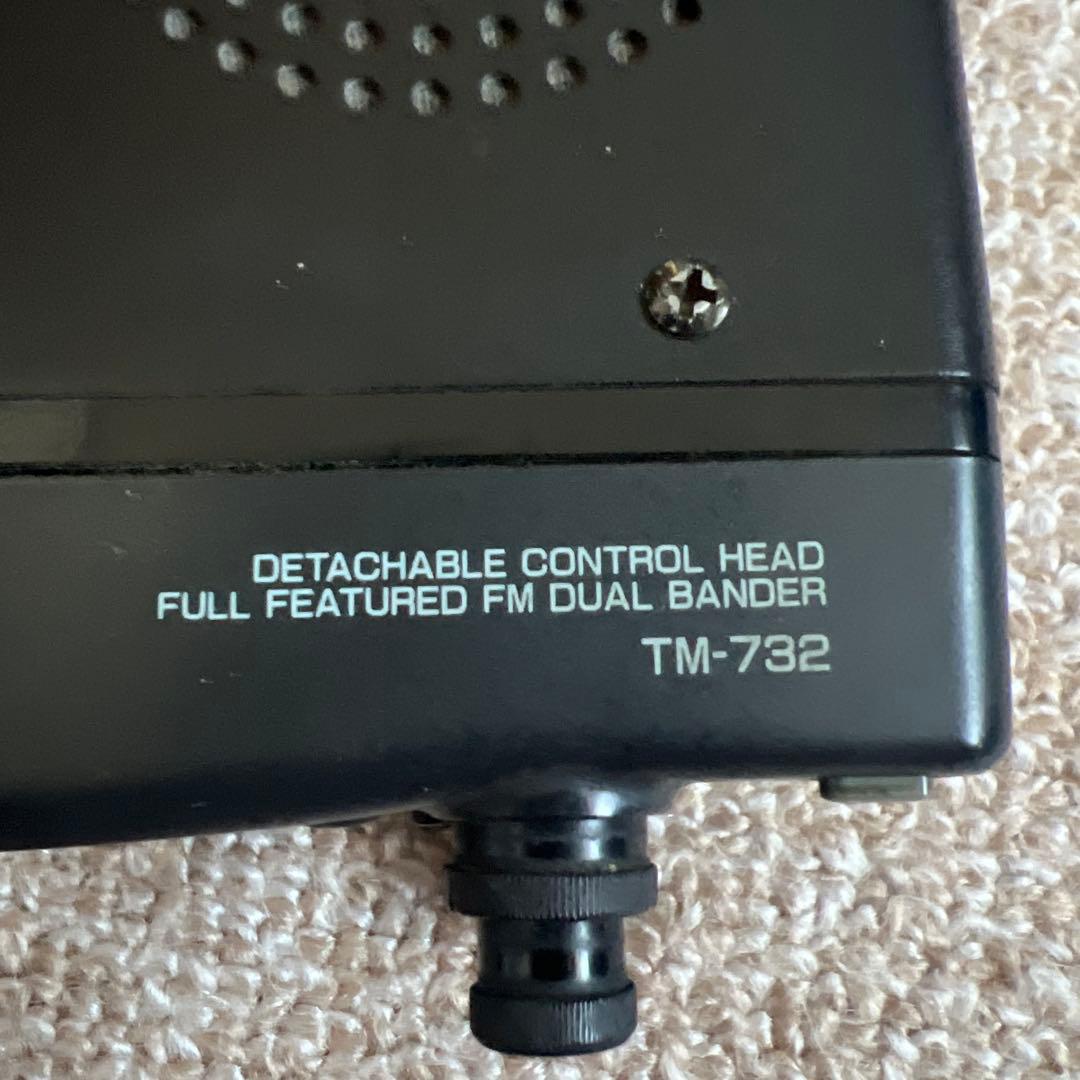 DETACHABLE CONTROL HEAD
FULL FEATURED FM DUAL BANDER
TM-732